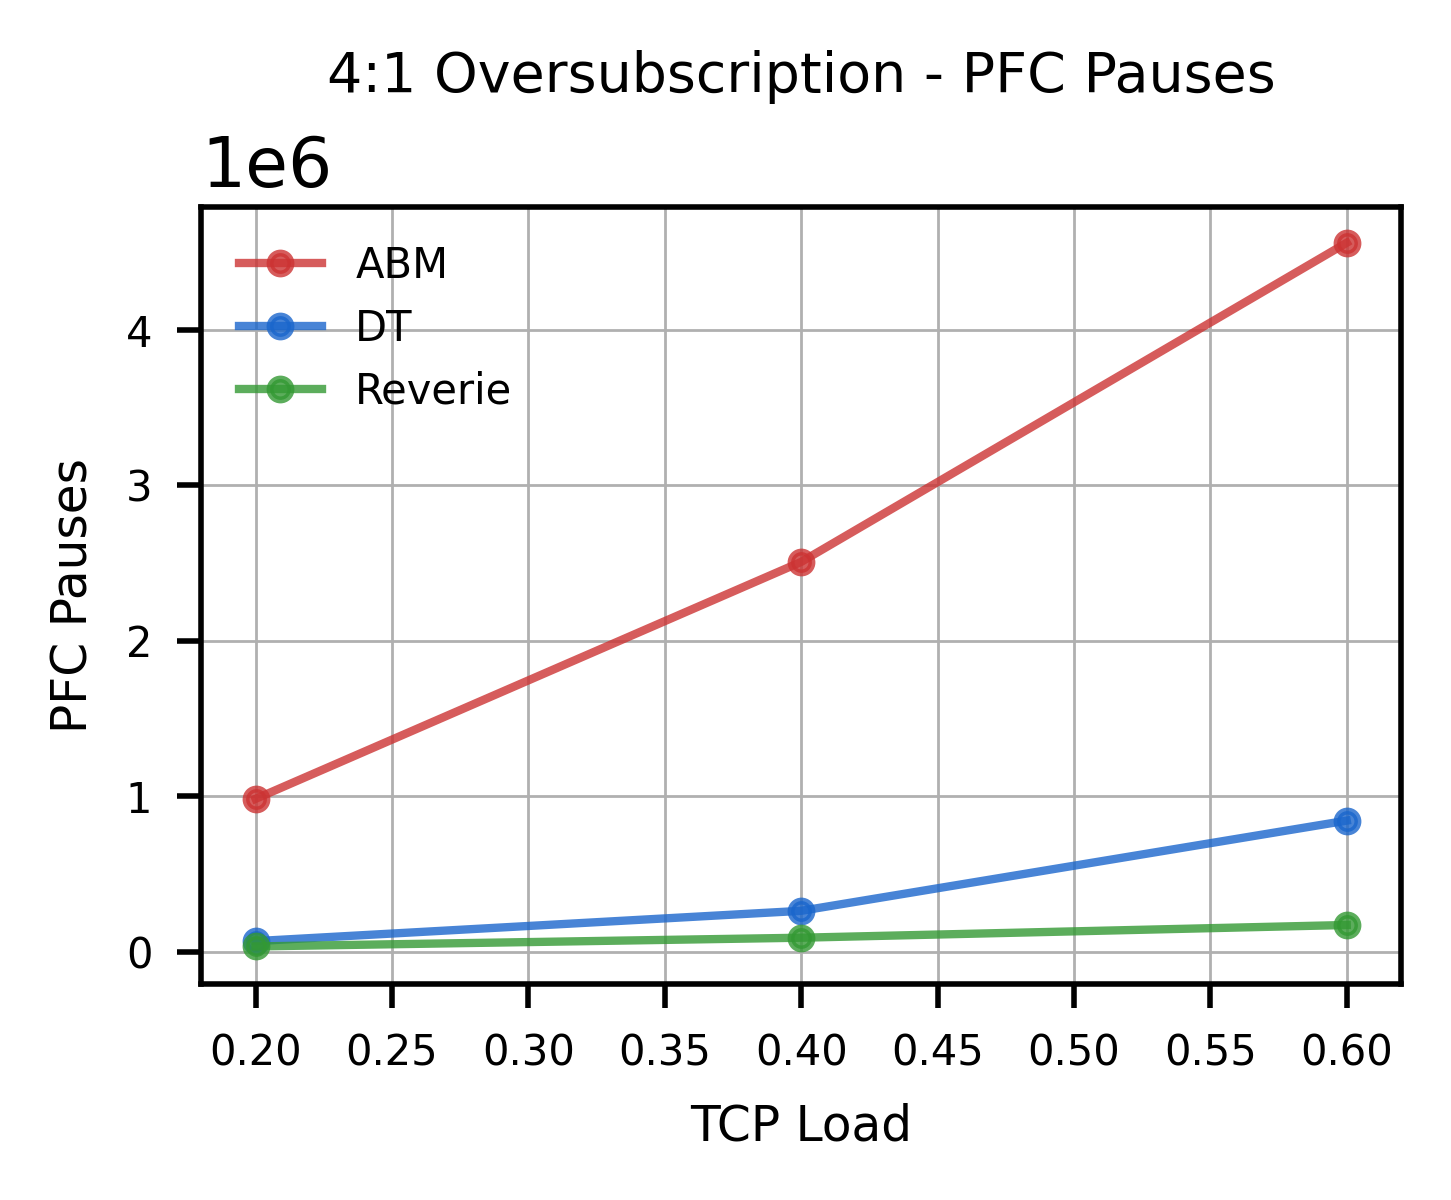 4:1 Oversubscription - PFC Pauses
1e6
ABM
DT
Reverie
4
3
2
1
0
PFC Pauses
0.20 0.25 0.30 0.35 0.40 0.45 0.50 0.55 0.60
TCP Load